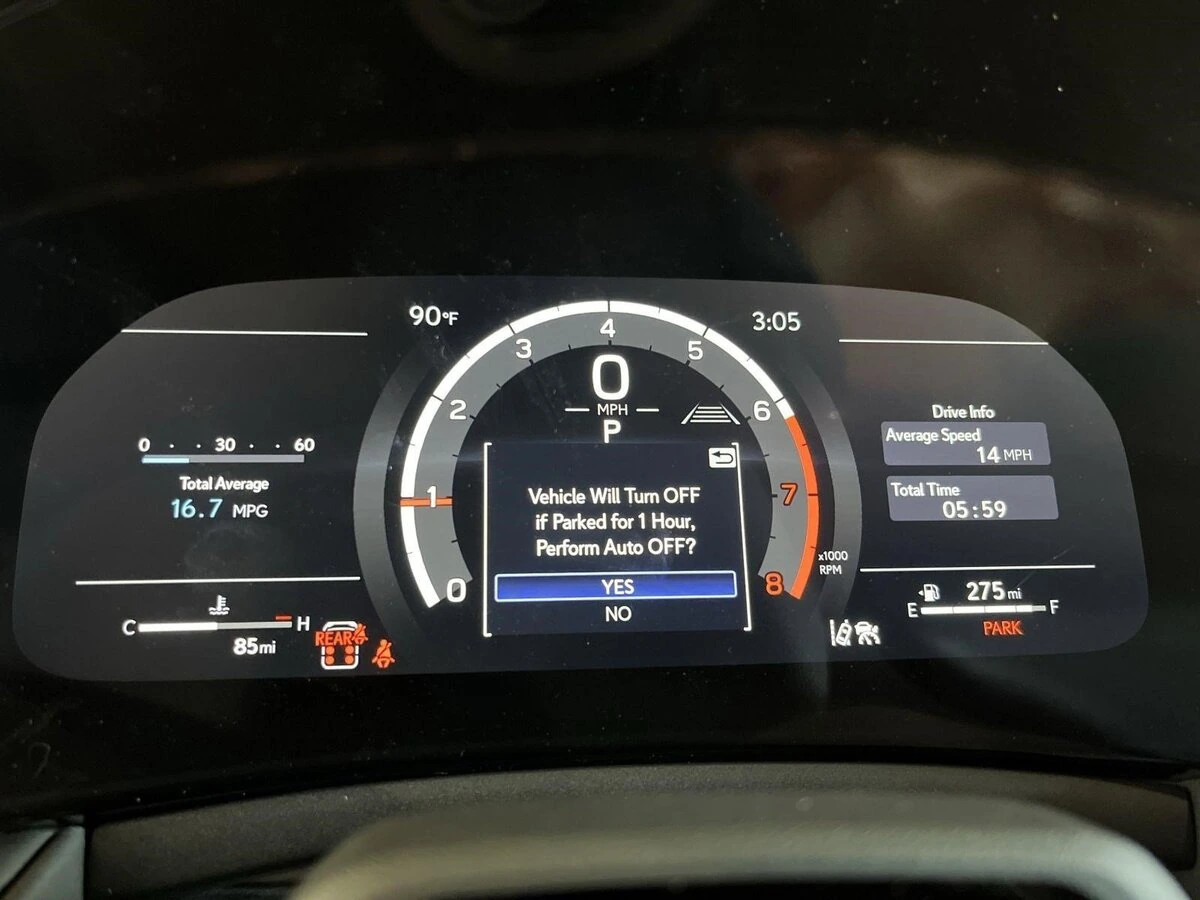 90°F
3:05
0 30 60
Total Average
16.7 MPG
C H
85mi
REAR
0
1
2
3
4
5
6
7
8
x1000
RPM
0
MPH
P
Vehicle Will Turn OFF
if Parked for 1 Hour,
Perform Auto OFF?
YES
NO
Drive Info
Average Speed
14 MPH
Total Time
05:59
275 mi
E F
PARK